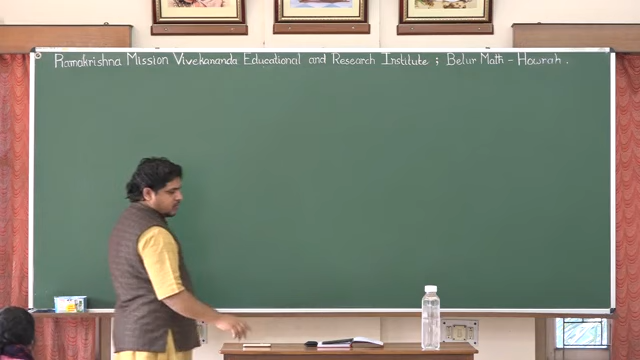 Ramakrishna Mission Vivekananda Educational and Research Institute ; Belur Math - Howrah .